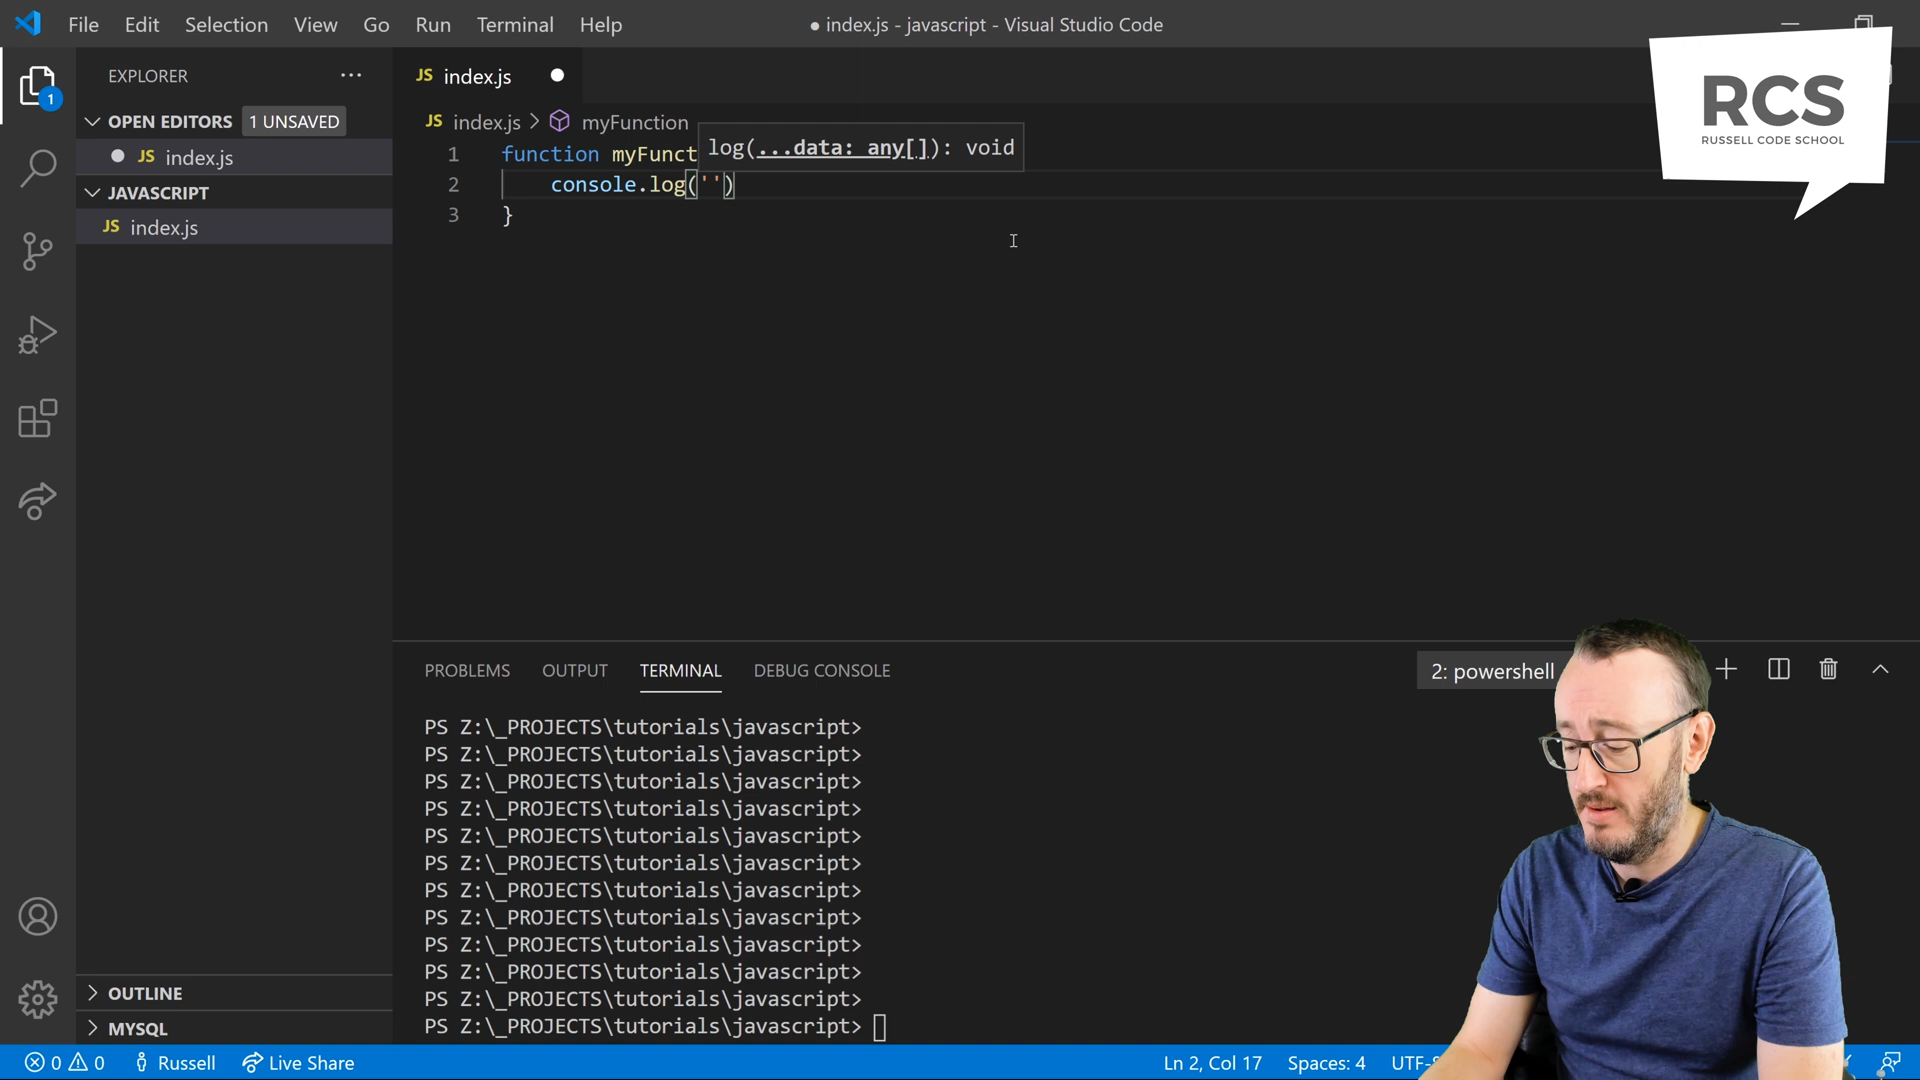 File Edit Selection View Go Run Terminal Help
● index.js - javascript - Visual Studio Code
RCS
RUSSELL CODE SCHOOL
EXPLORER ...
1
OPEN EDITORS 1 UNSAVED
JS index.js
JAVASCRIPT
JS index.js
OUTLINE
MYSQL
JS index.js
JS index.js > myFunction
log(...data: any[]): void
1 function myFunct
2 console.log('')
3 }
PROBLEMS OUTPUT TERMINAL DEBUG CONSOLE
2: powershell
PS Z:\_PROJECTS\tutorials\javascript>
PS Z:\_PROJECTS\tutorials\javascript>
PS Z:\_PROJECTS\tutorials\javascript>
PS Z:\_PROJECTS\tutorials\javascript>
PS Z:\_PROJECTS\tutorials\javascript>
PS Z:\_PROJECTS\tutorials\javascript>
PS Z:\_PROJECTS\tutorials\javascript>
PS Z:\_PROJECTS\tutorials\javascript>
PS Z:\_PROJECTS\tutorials\javascript>
PS Z:\_PROJECTS\tutorials\javascript>
PS Z:\_PROJECTS\tutorials\javascript>
PS Z:\_PROJECTS\tutorials\javascript>
0 0 Russell Live Share
Ln 2, Col 17 Spaces: 4 UTF-